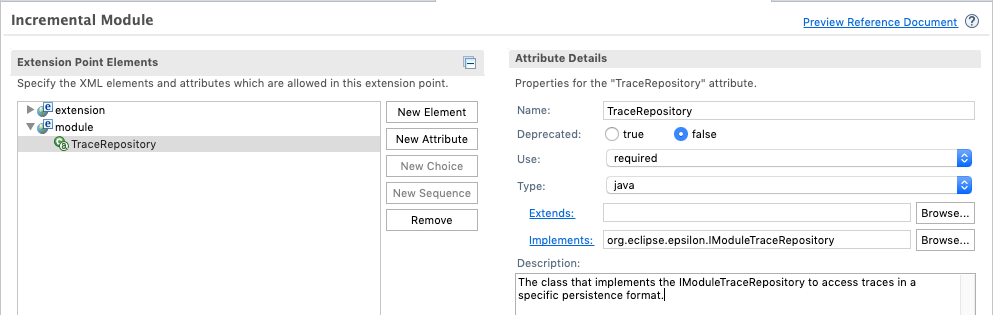 Incremental Module
Preview Reference Document
Extension Point Elements
Specify the XML elements and attributes which are allowed in this extension point.
extension
module
TraceRepository
New Element
New Attribute
New Choice
New Sequence
Remove
Attribute Details
Properties for the "TraceRepository" attribute.
Name: TraceRepository
Deprecated: true false
Use: required
Type: java
Extends: Browse...
Implements: org.eclipse.epsilon.IModuleTraceRepository Browse...
Description:
The class that implements the IModuleTraceRepository to access traces in a
specific persistence format.